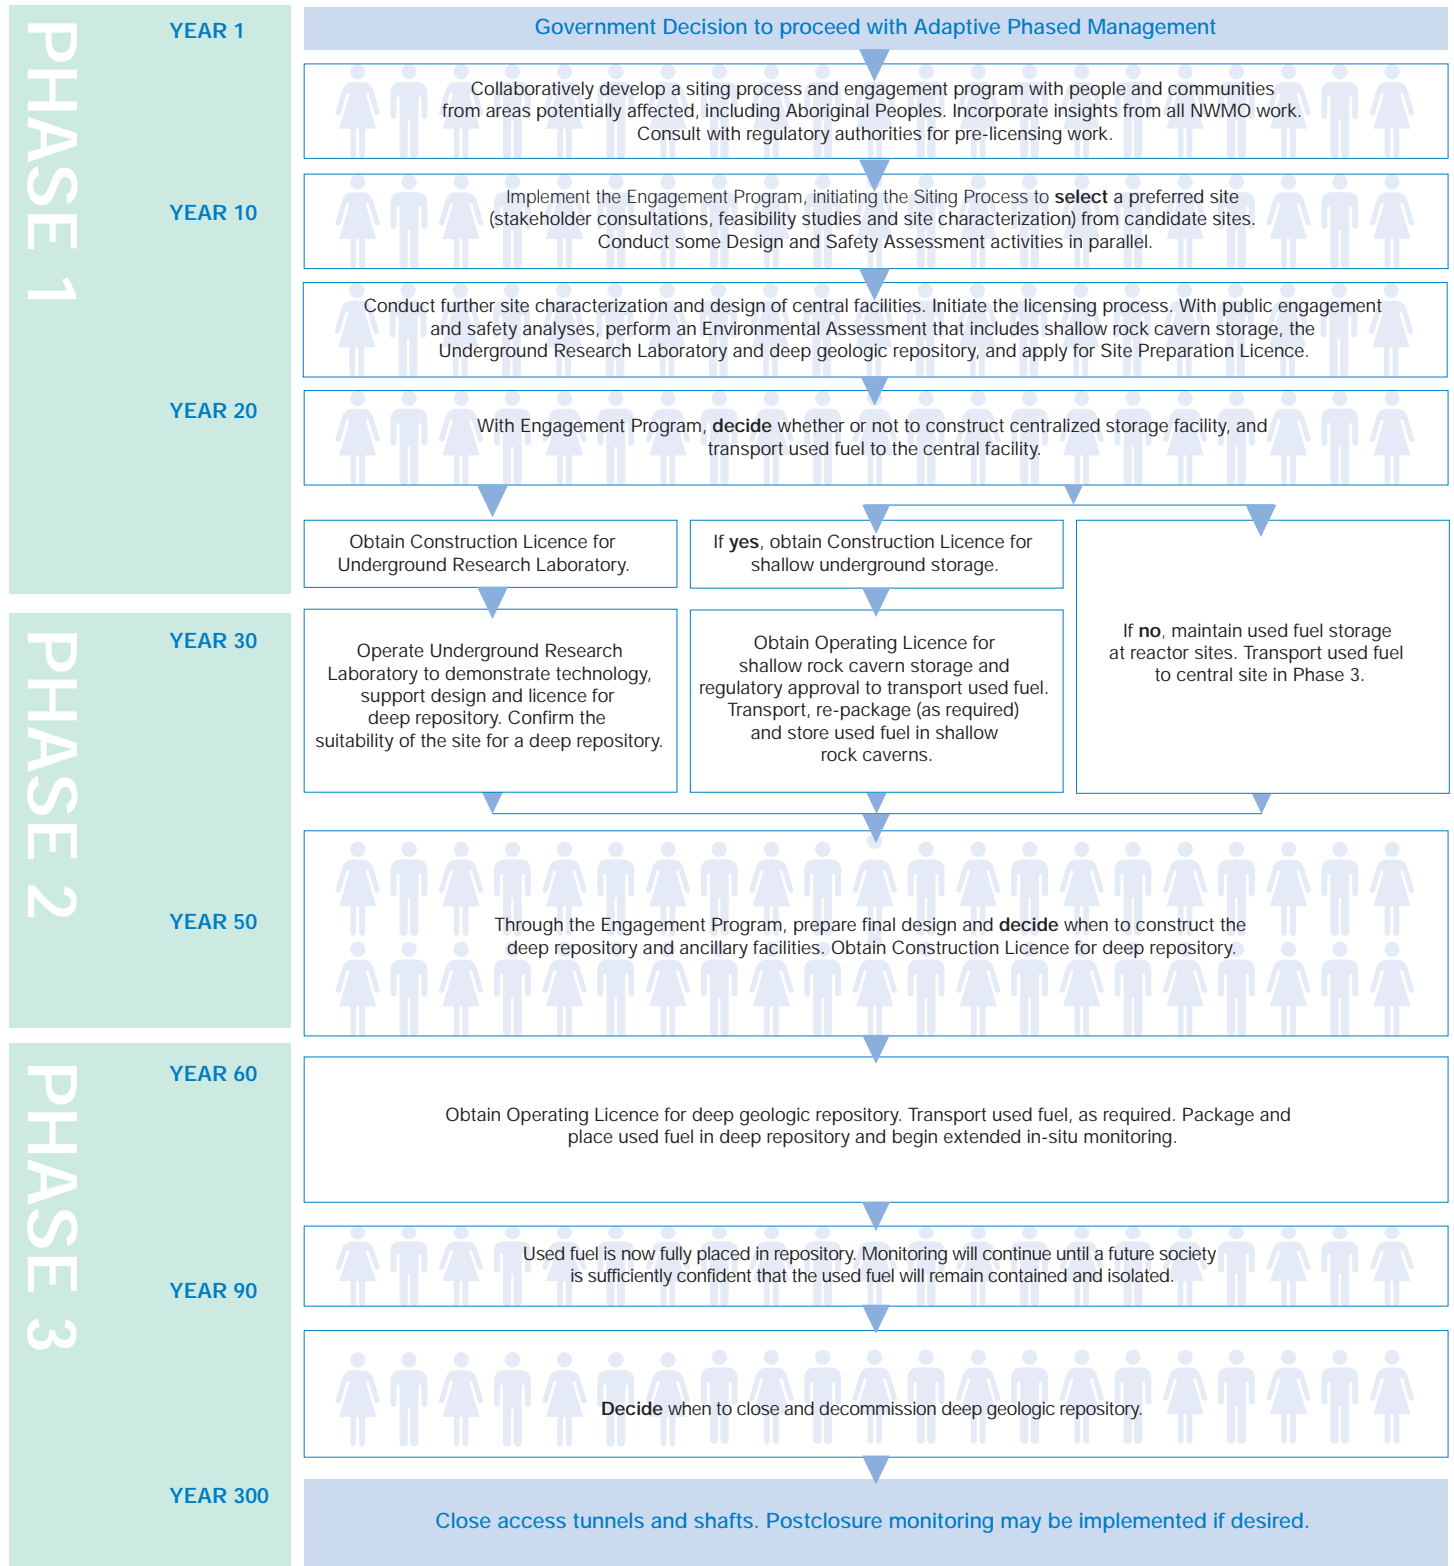 PHASE 1
YEAR 1
Government Decision to proceed with Adaptive Phased Management
Collaboratively develop a siting process and engagement program with people and communities
from areas potentially affected, including Aboriginal Peoples. Incorporate insights from all NWMO work.
Consult with regulatory authorities for pre-licensing work.
YEAR 10
Implement the Engagement Program, initiating the Siting Process to select a preferred site
(stakeholder consultations, feasibility studies and site characterization) from candidate sites.
Conduct some Design and Safety Assessment activities in parallel.
Conduct further site characterization and design of central facilities. Initiate the licensing process. With public engagement
and safety analyses, perform an Environmental Assessment that includes shallow rock cavern storage, the
Underground Research Laboratory and deep geologic repository, and apply for Site Preparation Licence.
YEAR 20
With Engagement Program, decide whether or not to construct centralized storage facility, and
transport used fuel to the central facility.
Obtain Construction Licence for
Underground Research Laboratory.
If yes, obtain Construction Licence for
shallow underground storage.
If no, maintain used fuel storage
at reactor sites. Transport used fuel
to central site in Phase 3.
PHASE 2
YEAR 30
Operate Underground Research
Laboratory to demonstrate technology,
support design and licence for
deep repository. Confirm the
suitability of the site for a deep repository.
Obtain Operating Licence for
shallow rock cavern storage and
regulatory approval to transport used fuel.
Transport, re-package (as required)
and store used fuel in shallow
rock caverns.
YEAR 50
Through the Engagement Program, prepare final design and decide when to construct the
deep repository and ancillary facilities. Obtain Construction Licence for deep repository.
PHASE 3
YEAR 60
Obtain Operating Licence for deep geologic repository. Transport used fuel, as required. Package and
place used fuel in deep repository and begin extended in-situ monitoring.
Used fuel is now fully placed in repository. Monitoring will continue until a future society
is sufficiently confident that the used fuel will remain contained and isolated.
YEAR 90
Decide when to close and decommission deep geologic repository.
YEAR 300
Close access tunnels and shafts. Postclosure monitoring may be implemented if desired.